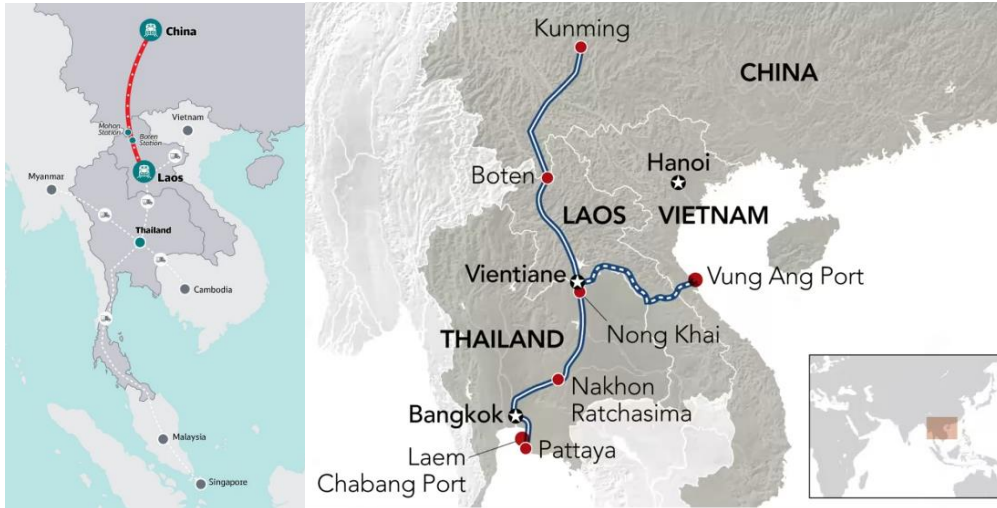 China
Mohan
Station
Boten
Station
Vietnam
Laos
Myanmar
Thailand
Cambodia
Malaysia
Singapore
Kunming
CHINA
Hanoi
Boten
LAOS
VIETNAM
Vientiane
Vung Ang Port
Nong Khai
THAILAND
Nakhon
Ratchasima
Bangkok
Laem
Chabang Port
Pattaya